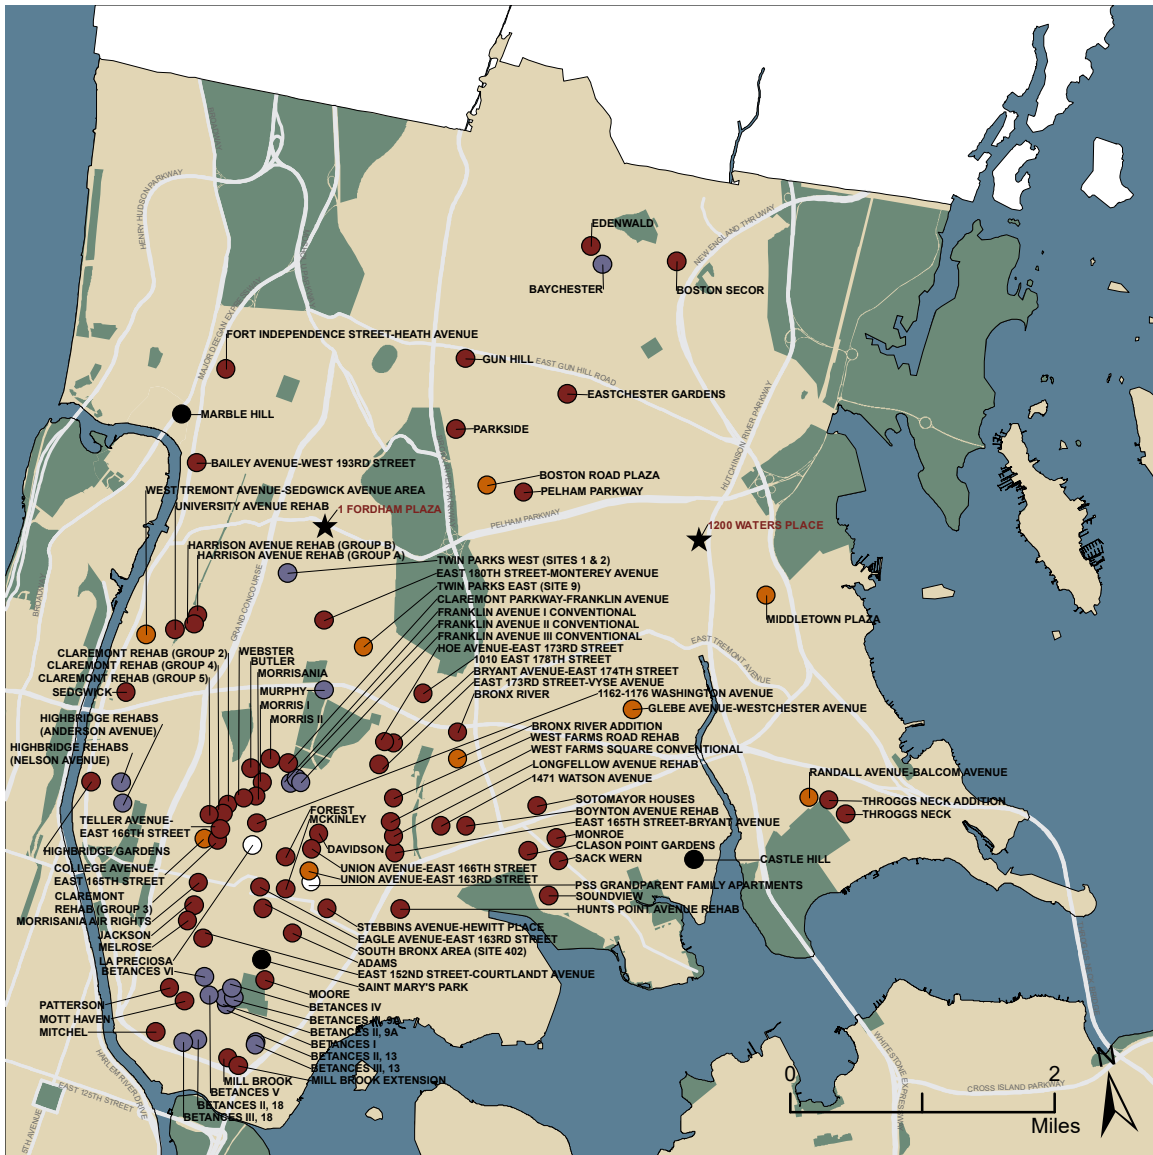 HENRY HUDSON PARKWAY
EDENWALD
NEW ENGLAND THRUWAY
BAYCHESTER
BOSTON SECOR
MAJOR DEEGAN EXP
FORT INDEPENDENCE STREET-HEATH AVENUE
GUN HILL
EAST GUN HILL ROAD
EASTCHESTER GARDENS
MARBLE HILL
PARKSIDE
HUTCHINSON RIVER PARKWAY
BAILEY AVENUE-WEST 193RD STREET
BOSTON ROAD PLAZA
WEST TREMONT AVENUE-SEDGWICK AVENUE AREA
PELHAM PARKWAY
UNIVERSITY AVENUE REHAB
1 FORDHAM PLAZA
PELHAM PARKWAY
1200 WATERS PLACE
HARRISON AVENUE REHAB (GROUP B)
HARRISON AVENUE REHAB (GROUP A)
TWIN PARKS WEST (SITES 1 & 2)
EAST 180TH STREET-MONTEREY AVENUE
TWIN PARKS EAST (SITE 9)
BROADWAY
GRAND CONCOURSE
CLAREMONT PARKWAY-FRANKLIN AVENUE
FRANKLIN AVENUE I CONVENTIONAL
FRANKLIN AVENUE II CONVENTIONAL
FRANKLIN AVENUE III CONVENTIONAL
MIDDLETOWN PLAZA
HOE AVENUE-EAST 173RD STREET
EAST TREMONT AVENUE
CLAREMONT REHAB (GROUP 2)
WEBSTER
1010 EAST 178TH STREET
CLAREMONT REHAB (GROUP 4)
BUTLER
BRYANT AVENUE-EAST 174TH STREET
CLAREMONT REHAB (GROUP 5)
MORRISANIA
EAST 173RD STREET-VYSE AVENUE
SEDGWICK
MURPHY
BRONX RIVER
1162-1176 WASHINGTON AVENUE
MORRIS I
GLEBE AVENUE-WESTCHESTER AVENUE
HIGHBRIDGE REHABS
(ANDERSON AVENUE)
MORRIS II
BRONX RIVER ADDITION
WEST FARMS ROAD REHAB
HIGHBRIDGE REHABS
(NELSON AVENUE)
WEST FARMS SQUARE CONVENTIONAL
LONGFELLOW AVENUE REHAB
1471 WATSON AVENUE
RANDALL AVENUE-BALCOM AVENUE
SOTOMAYOR HOUSES
THROGGS NECK ADDITION
FOREST
BOYNTON AVENUE REHAB
THROGGS NECK
TELLER AVENUE-
EAST 166TH STREET
MCKINLEY
EAST 165TH STREET-BRYANT AVENUE
MONROE
HIGHBRIDGE GARDENS
DAVIDSON
CLASON POINT GARDENS
SACK WERN
CASTLE HILL
COLLEGE AVENUE-
EAST 165TH STREET
UNION AVENUE-EAST 166TH STREET
UNION AVENUE-EAST 163RD STREET
PSS GRANDPARENT FAMILY APARTMENTS
CLAREMONT
REHAB (GROUP 3)
SOUNDVIEW
HUNTS POINT AVENUE REHAB
MORRISANIA AIR RIGHTS
STEBBINS AVENUE-HEWITT PLACE
JACKSON
EAGLE AVENUE-EAST 163RD STREET
MELROSE
SOUTH BRONX AREA (SITE 402)
LA PRECIOSA
ADAMS
BETANCES VI
EAST 152ND STREET-COURTLANDT AVENUE
SAINT MARY'S PARK
PATTERSON
MOORE
MOTT HAVEN
BETANCES IV
BETANCES III, 9A
MITCHEL
BETANCES II, 9A
BETANCES I
BETANCES II, 13
BETANCES III, 13
MILL BROOK
MILL BROOK EXTENSION
BETANCES V
BETANCES II, 18
BETANCES III, 18
HARLEM RIVER DRIVE
EAST 125TH STREET
5TH AVENUE
CROSS ISLAND PARKWAY
0 2
Miles
N